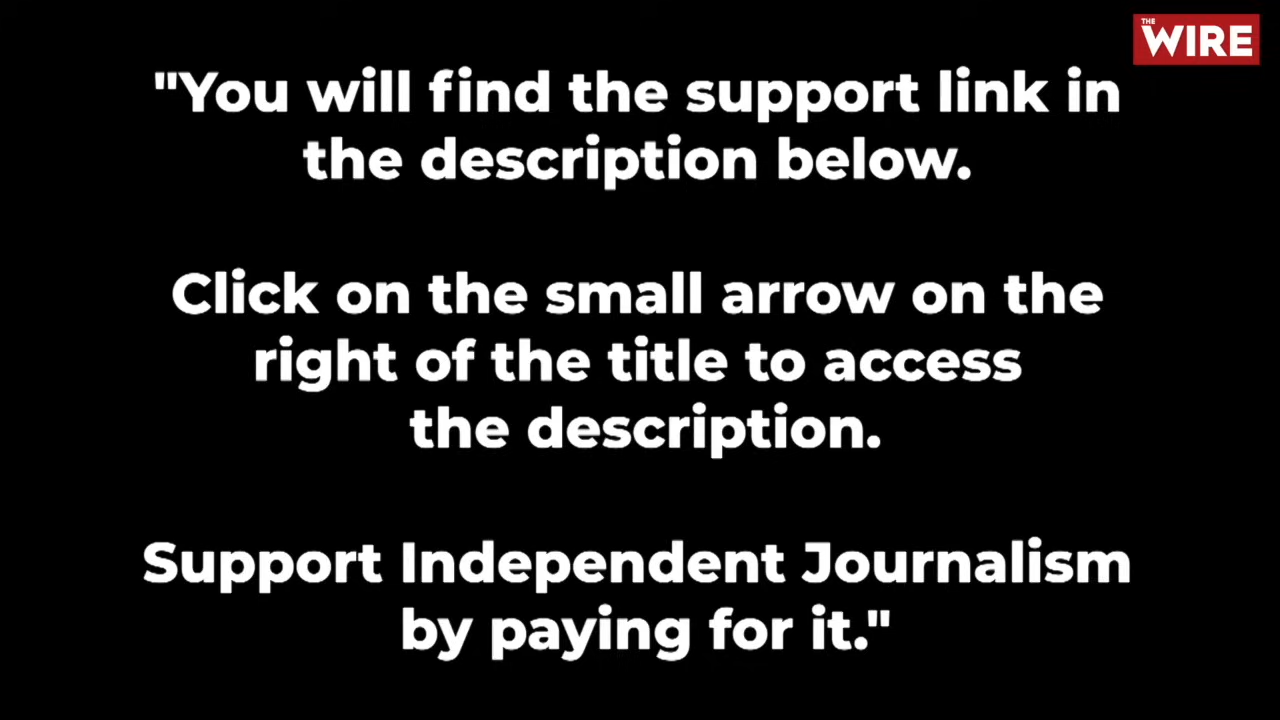 THE
WIRE
"You will find the support link in
the description below.
Click on the small arrow on the
right of the title to access
the description.
Support Independent Journalism
by paying for it."